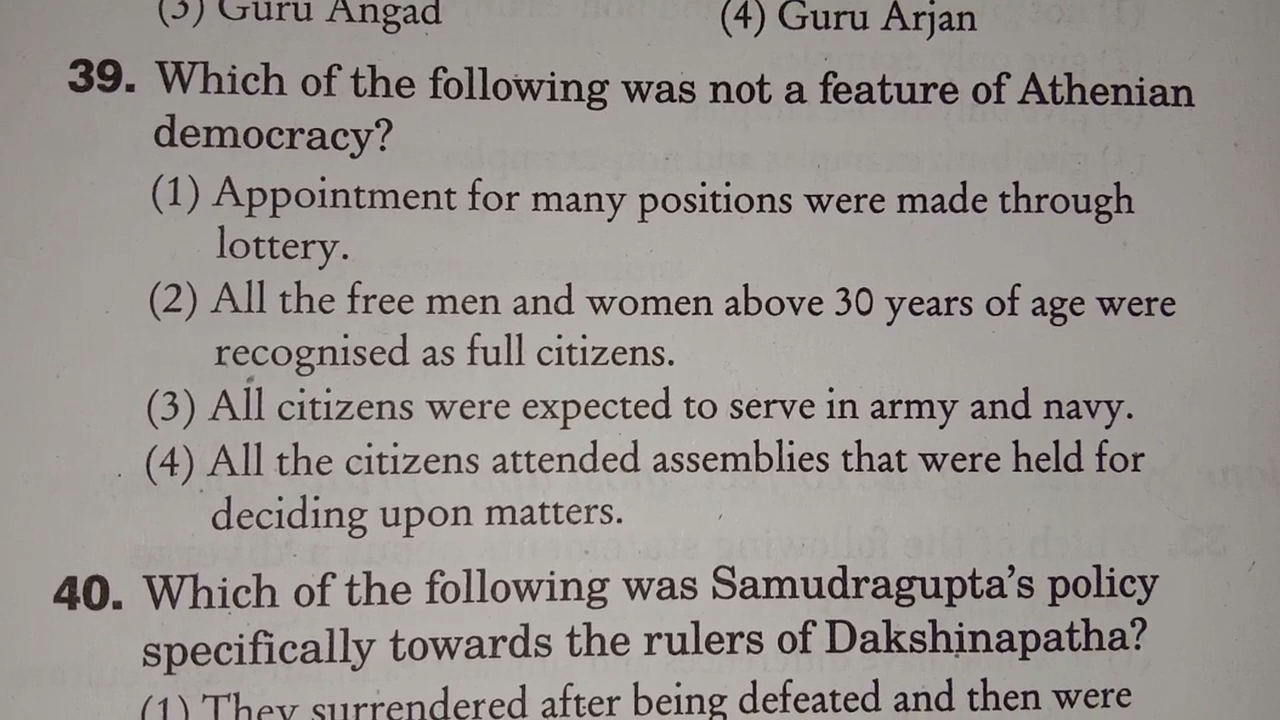 (3) Guru Angad (4) Guru Arjan
39. Which of the following was not a feature of Athenian
democracy?
(1) Appointment for many positions were made through
lottery.
(2) All the free men and women above 30 years of age were
recognised as full citizens.
(3) All citizens were expected to serve in army and navy.
(4) All the citizens attended assemblies that were held for
deciding upon matters.
40. Which of the following was Samudragupta's policy
specifically towards the rulers of Dakshinapatha?
(1) They surrendered after being defeated and then were